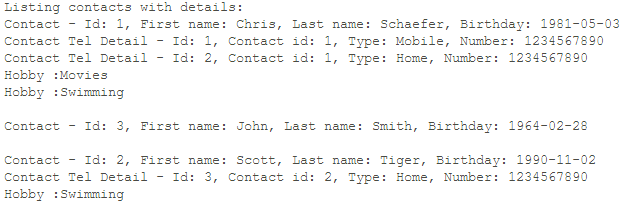 Listing contacts with details:
Contact - Id: 1, First name: Chris, Last name: Schaefer, Birthday: 1981-05-03
Contact Tel Detail - Id: 1, Contact id: 1, Type: Mobile, Number: 1234567890
Contact Tel Detail - Id: 2, Contact id: 1, Type: Home, Number: 1234567890
Hobby :Movies
Hobby :Swimming
Contact - Id: 3, First name: John, Last name: Smith, Birthday: 1964-02-28
Contact - Id: 2, First name: Scott, Last name: Tiger, Birthday: 1990-11-02
Contact Tel Detail - Id: 3, Contact id: 2, Type: Home, Number: 1234567890
Hobby :Swimming